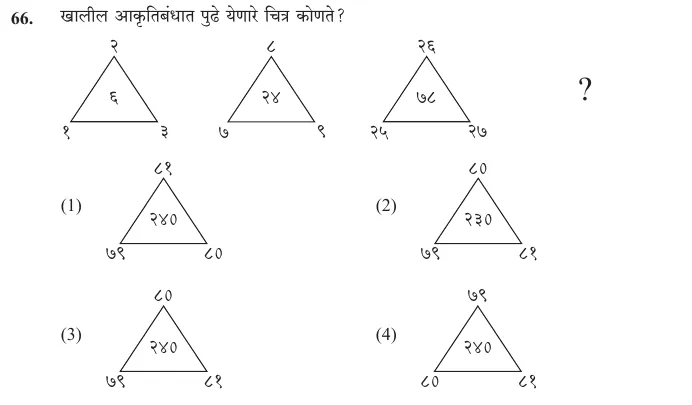 66. खालील आकृतिबंधात पुढे येणारे चित्र कोणते?
२ ८ २६
६ २४ ७८ ?
१ ३ ७ ९ २५ २७
८१ ८०
(1) २४० (2) २३०
७९ ८० ७९ ८१
८० ७९
(3) २४० (4) २४०
७९ ८१ ८० ८१